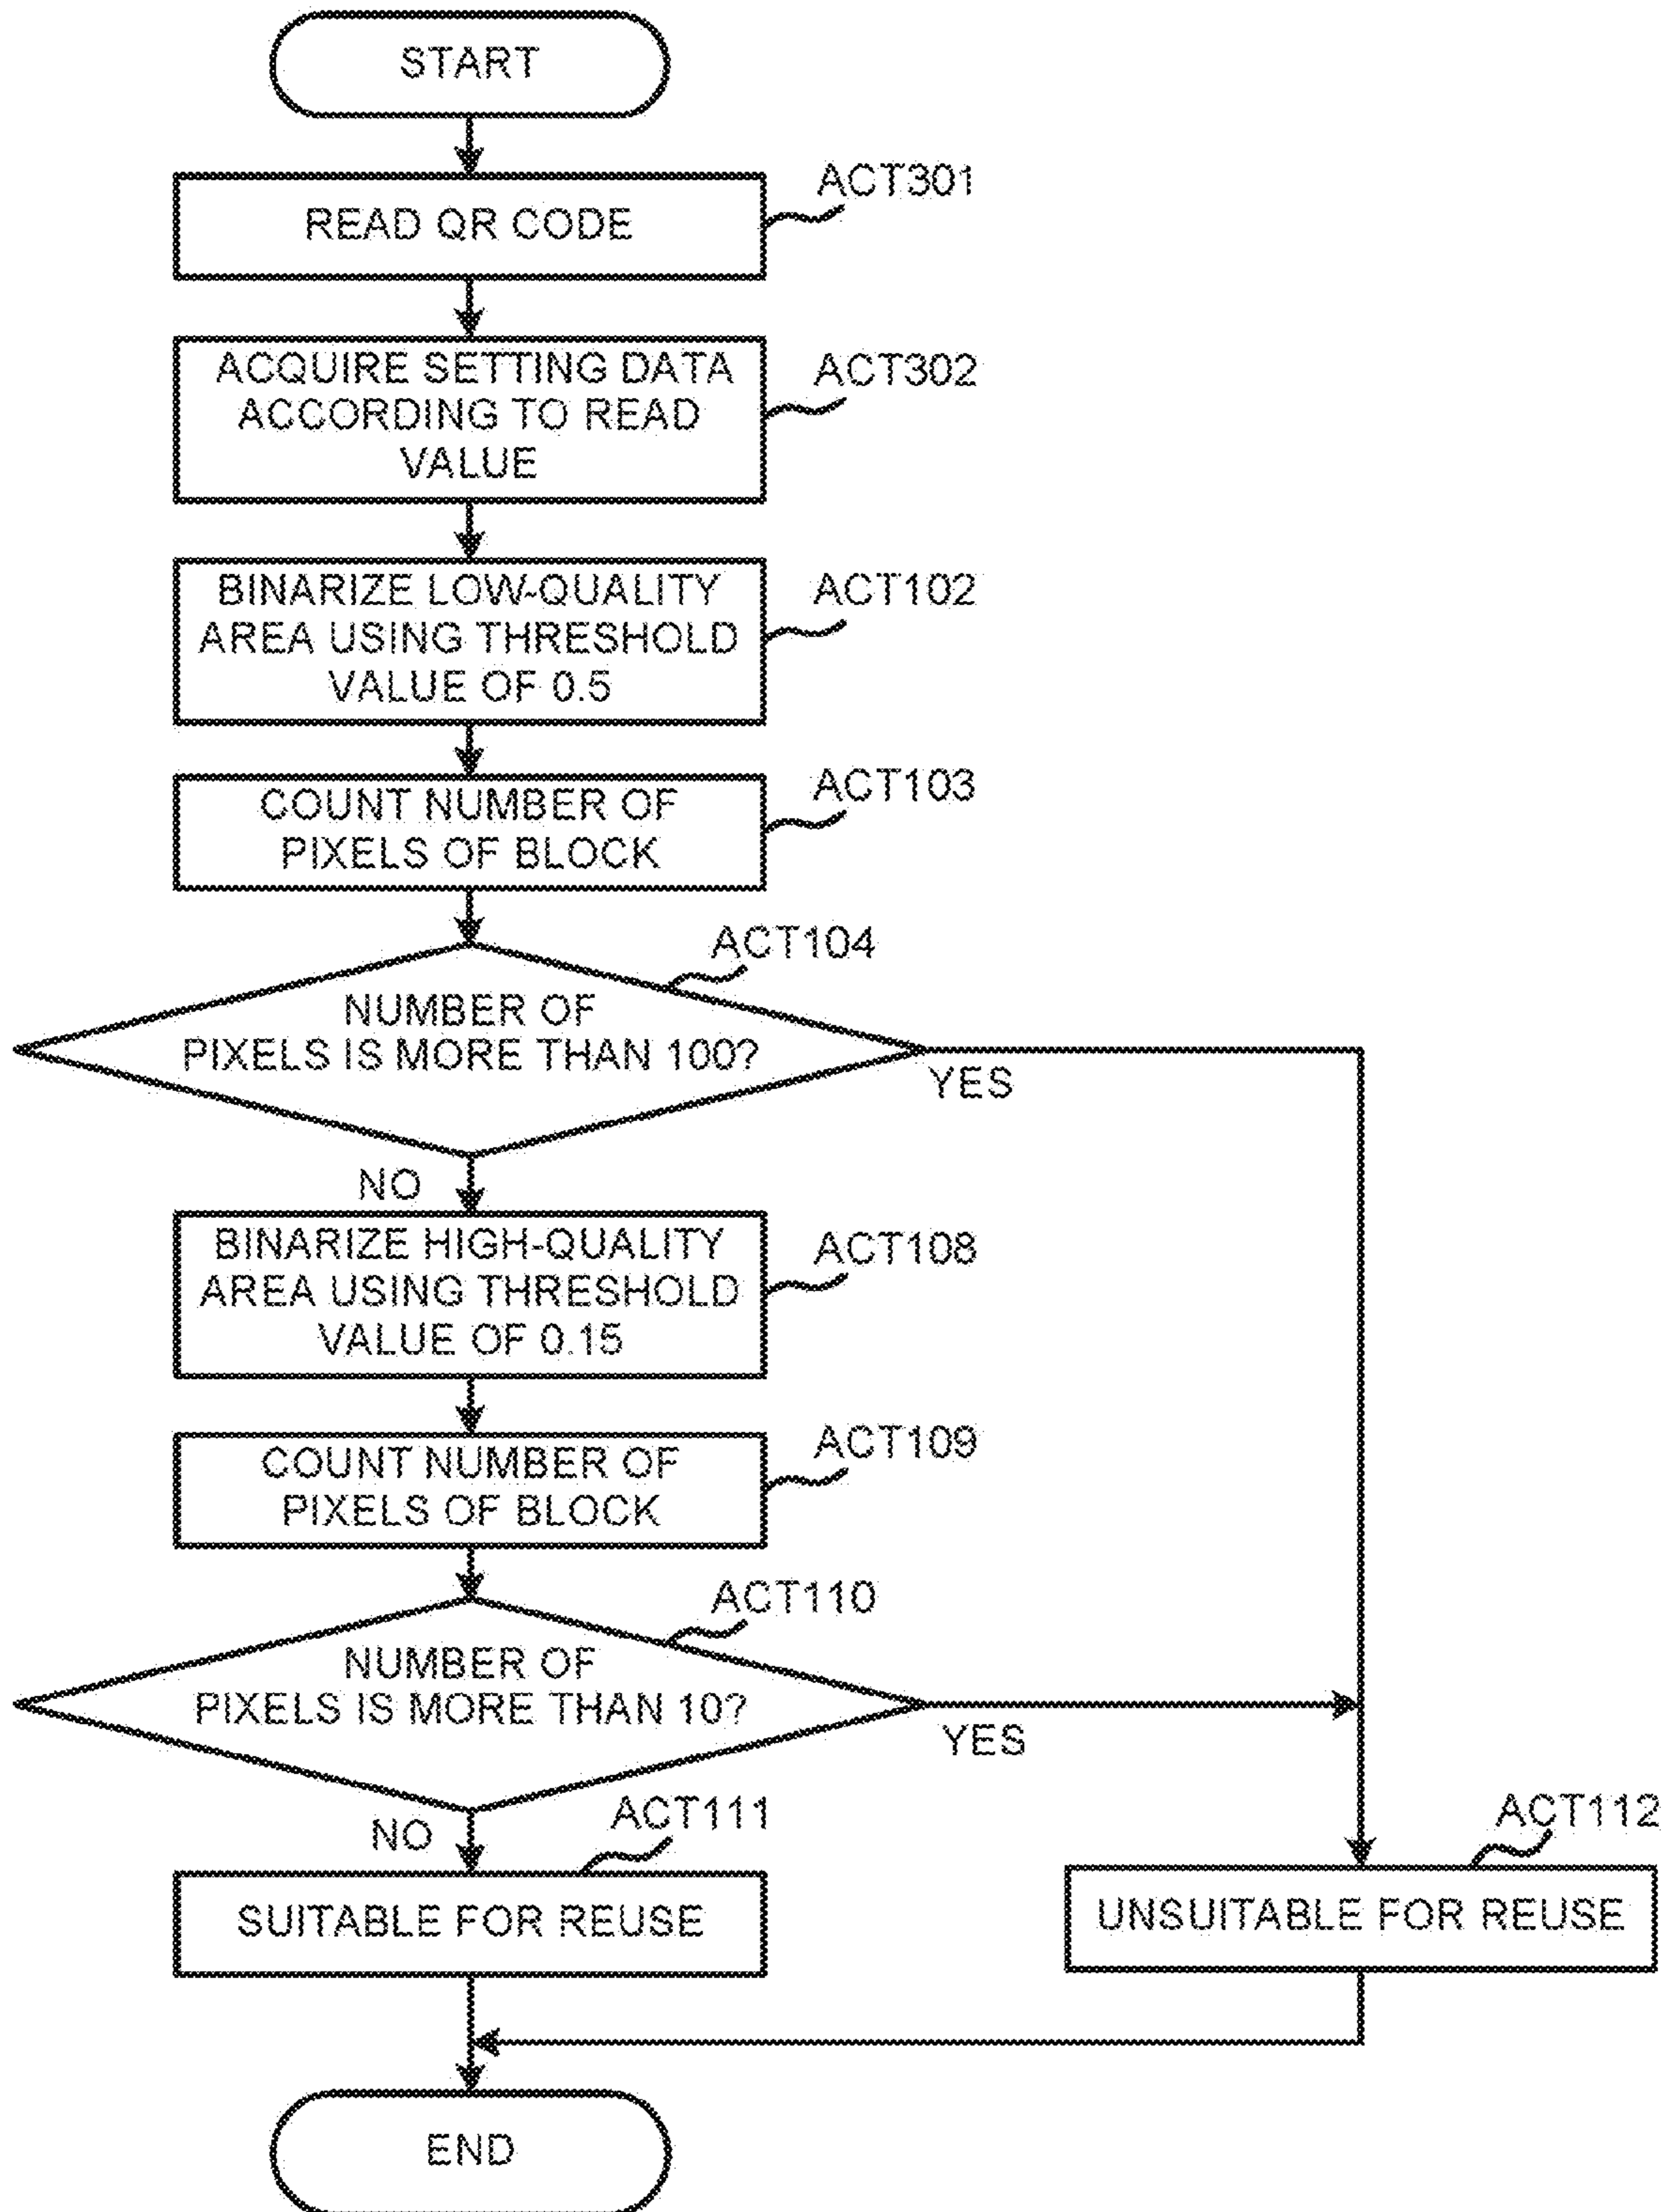 START
ACT301
READ QR CODE
ACT302
ACQUIRE SETTING DATA
ACCORDING TO READ
VALUE
ACT102
BINARIZE LOW-QUALITY
AREA USING THRESHOLD
VALUE OF 0.5
ACT103
COUNT NUMBER OF
PIXELS OF BLOCK
ACT104
NUMBER OF
PIXELS IS MORE THAN 100?
YES
NO
ACT108
BINARIZE HIGH-QUALITY
AREA USING THRESHOLD
VALUE OF 0.15
ACT109
COUNT NUMBER OF
PIXELS OF BLOCK
ACT110
NUMBER OF
PIXELS IS MORE THAN 10?
YES
NO
ACT111
ACT112
SUITABLE FOR REUSE
UNSUITABLE FOR REUSE
END